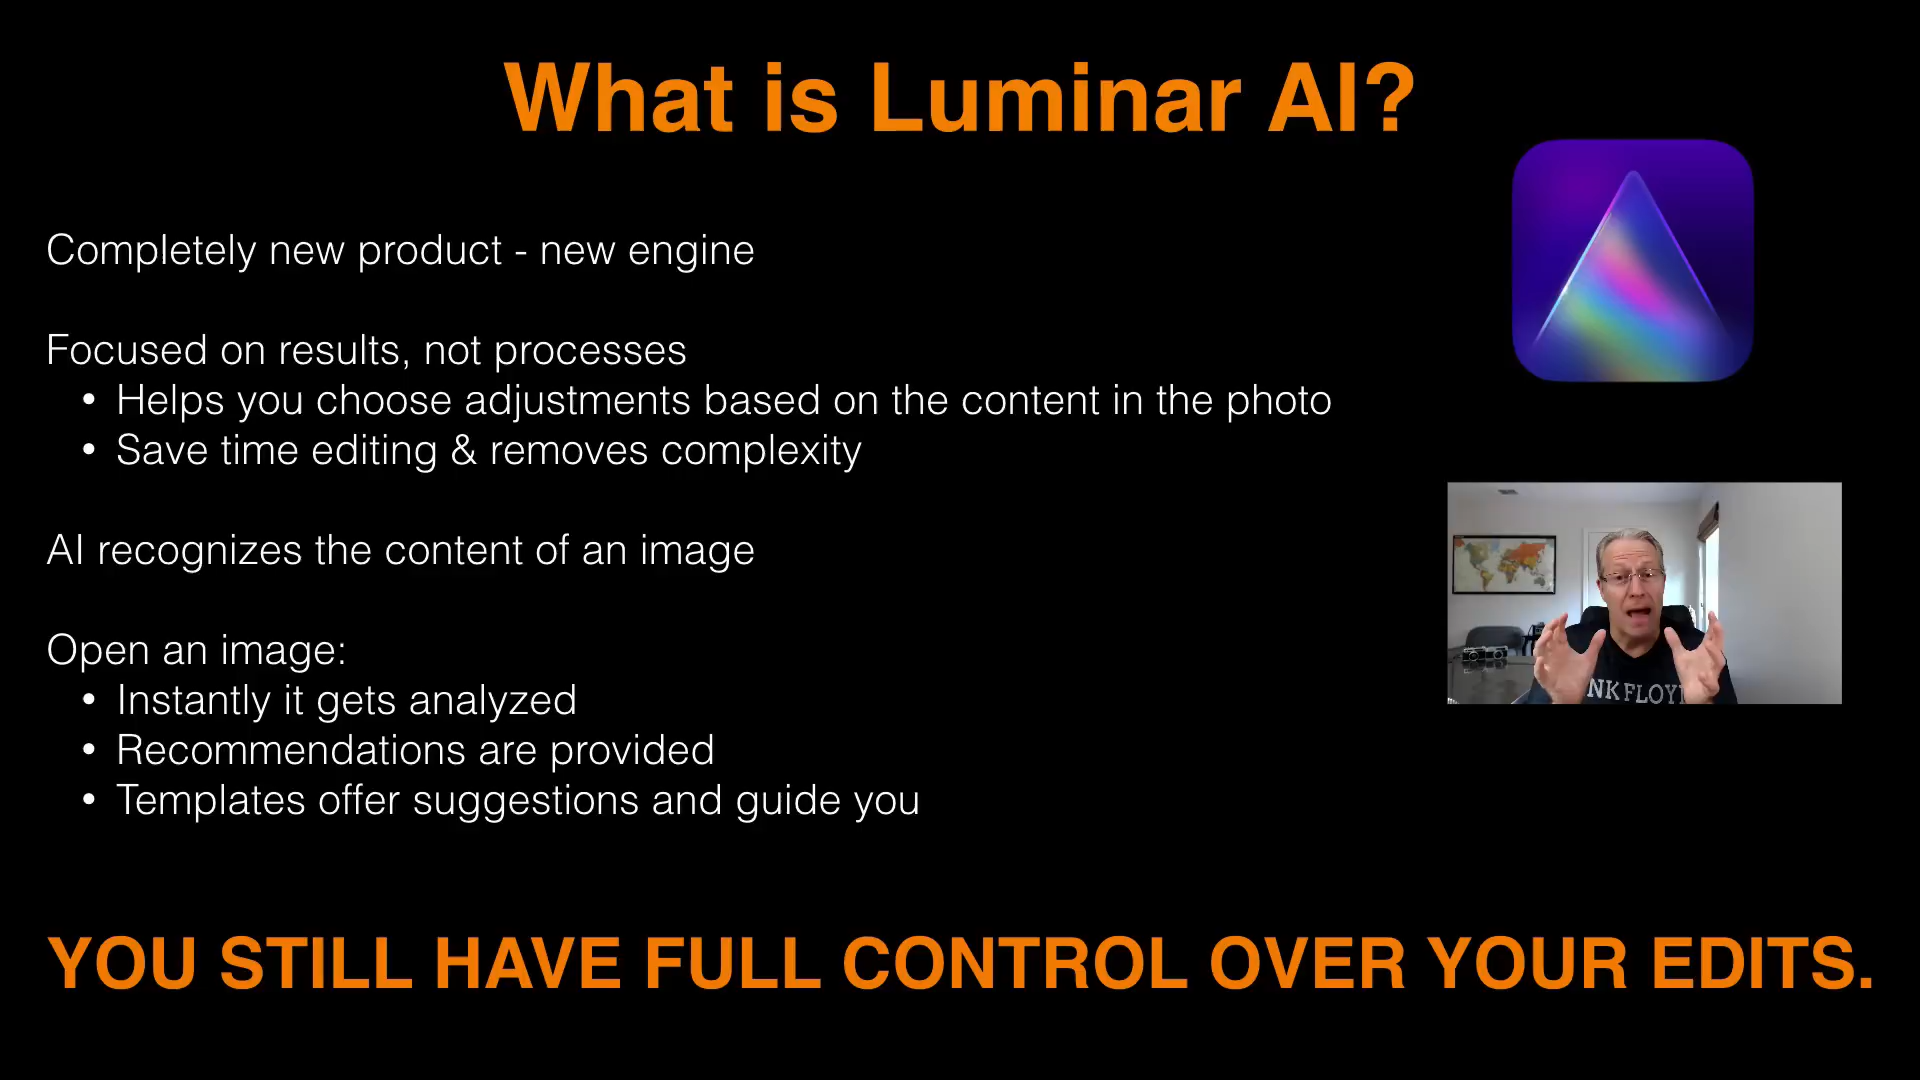 What is Luminar AI?
Completely new product - new engine
Focused on results, not processes
• Helps you choose adjustments based on the content in the photo
• Save time editing & removes complexity
AI recognizes the content of an image
Open an image:
• Instantly it gets analyzed
• Recommendations are provided
• Templates offer suggestions and guide you
NK FLOY
YOU STILL HAVE FULL CONTROL OVER YOUR EDITS.